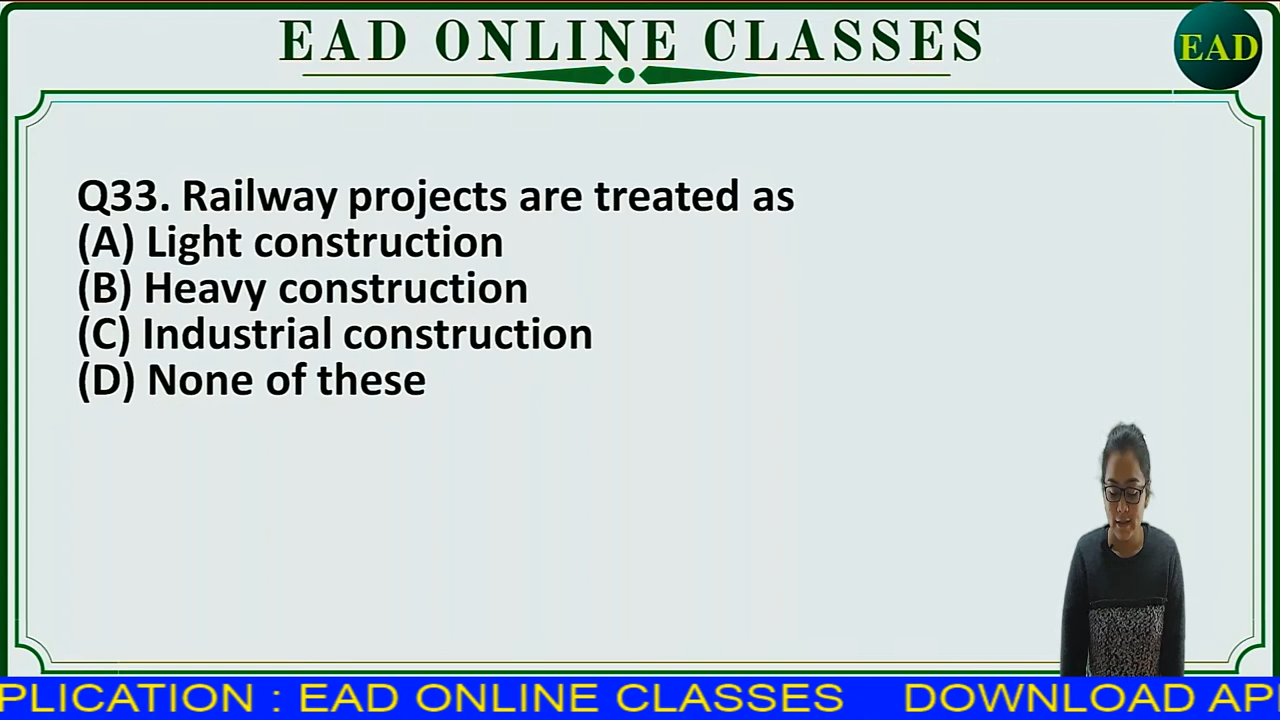 EAD ONLINE CLASSES
EAD
Q33. Railway projects are treated as
(A) Light construction
(B) Heavy construction
(C) Industrial construction
(D) None of these
PLICATION : EAD ONLINE CLASSES DOWNLOAD AP